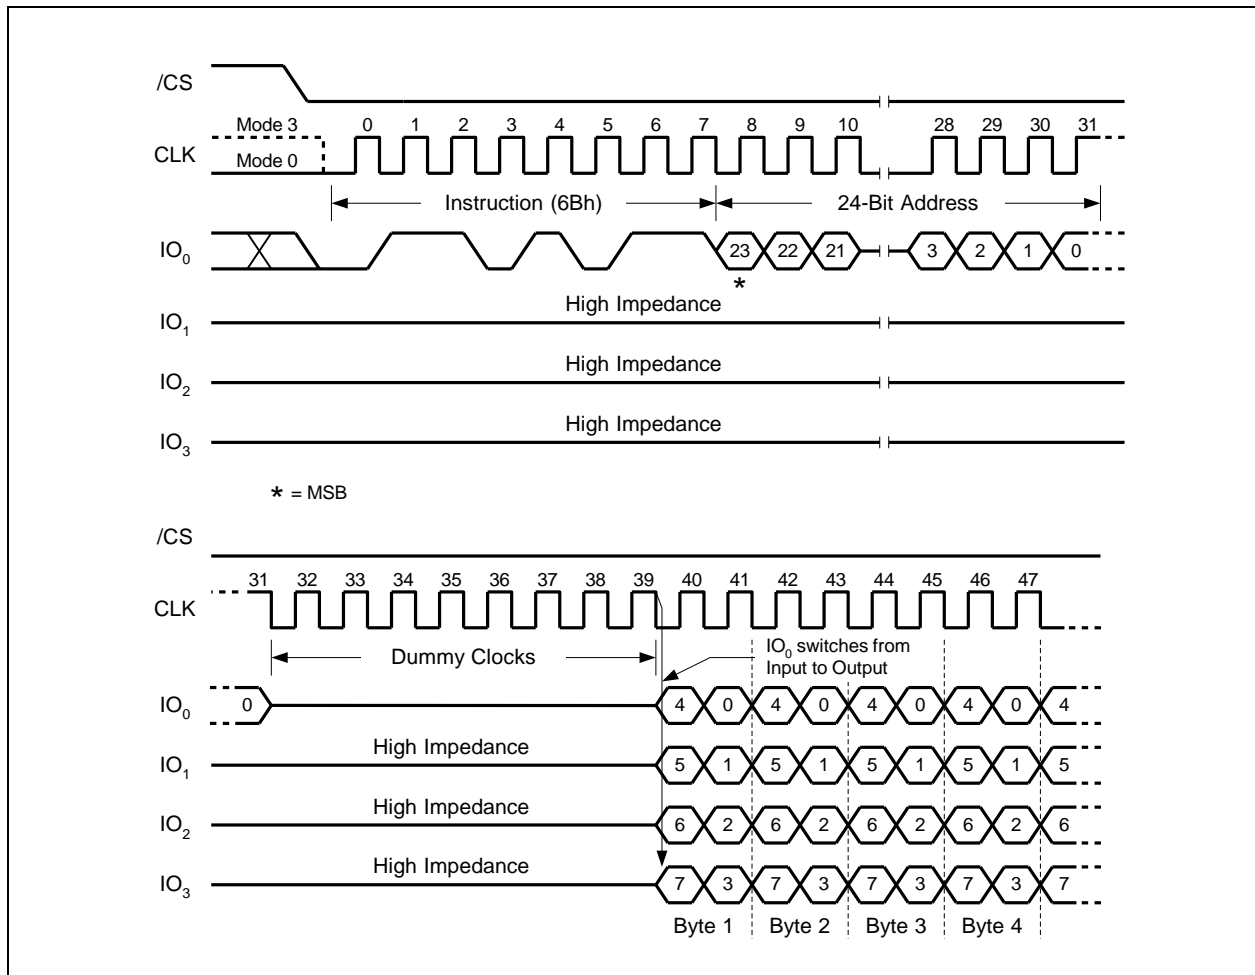 /CS
Mode 3
0 1 2 3 4 5 6 7 8 9 10 28 29 30 31
CLK
Mode 0
Instruction (6Bh)
24-Bit Address
IO0
23 22 21 3 2 1 0
*
High Impedance
IO1
High Impedance
IO2
High Impedance
IO3
* = MSB
/CS
31 32 33 34 35 36 37 38 39 40 41 42 43 44 45 46 47
CLK
Dummy Clocks
IO0 switches from
Input to Output
IO0
0 4 0 4 0 4 0 4 0 4
High Impedance
IO1
5 1 5 1 5 1 5 1 5
High Impedance
IO2
6 2 6 2 6 2 6 2 6
High Impedance
IO3
7 3 7 3 7 3 7 3 7
Byte 1 Byte 2 Byte 3 Byte 4